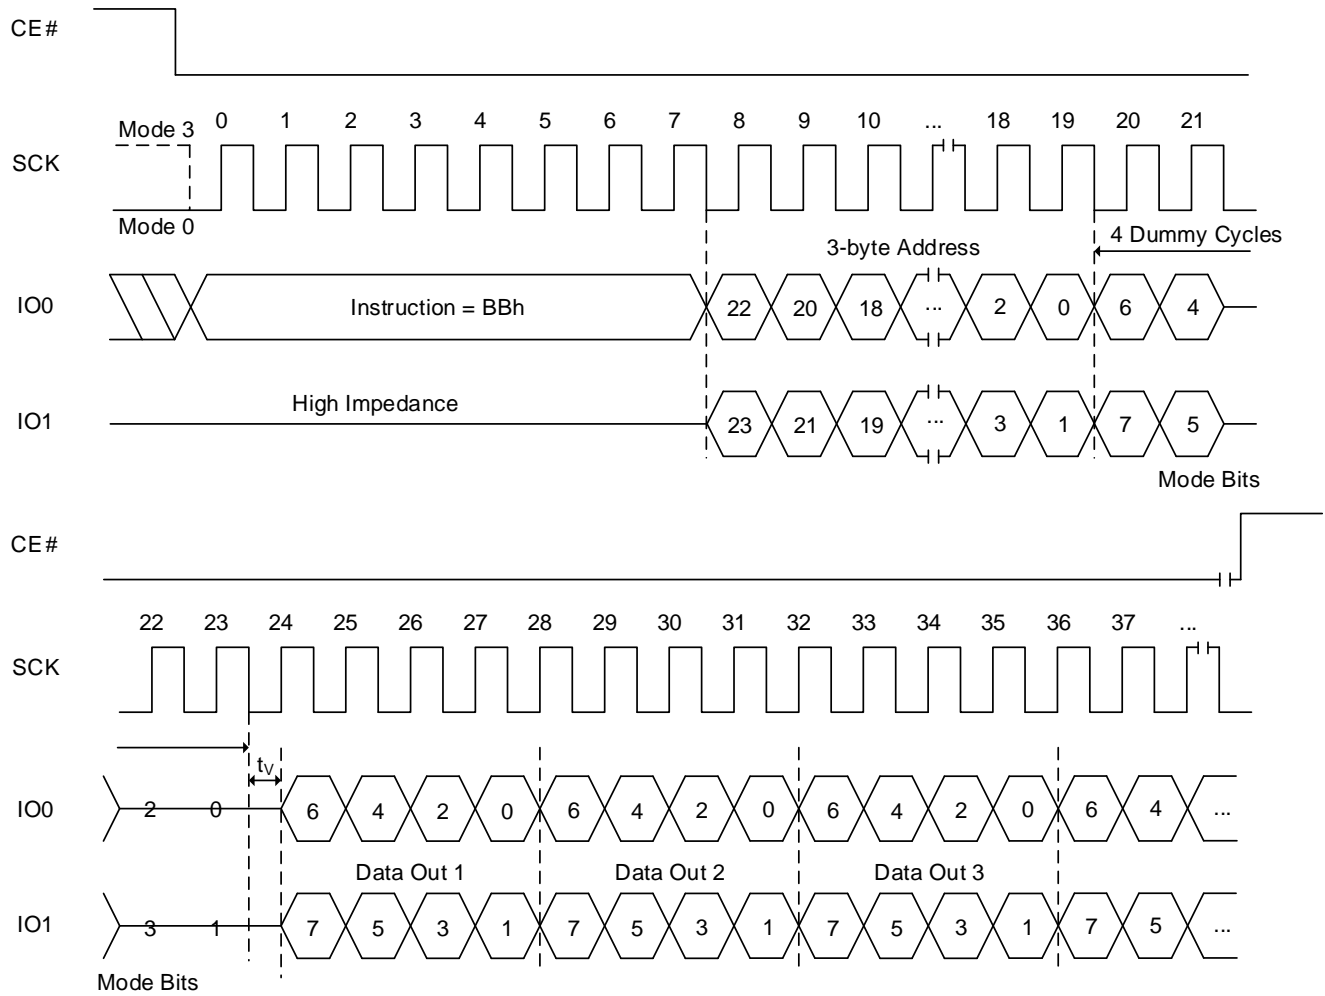 CE#
0 1 2 3 4 5 6 7 8 9 10 ... 18 19 20 21
Mode 3
SCK
Mode 0
3-byte Address
4 Dummy Cycles
IO0 Instruction = BBh 22 20 18 ... 2 0 6 4
High Impedance
IO1 23 21 19 ... 3 1 7 5
Mode Bits
CE#
22 23 24 25 26 27 28 29 30 31 32 33 34 35 36 37 ...
SCK
tV
IO0 2 0 6 4 2 0 6 4 2 0 6 4 2 0 6 4 ...
Data Out 1 Data Out 2 Data Out 3
IO1 3 1 7 5 3 1 7 5 3 1 7 5 3 1 7 5 ...
Mode Bits